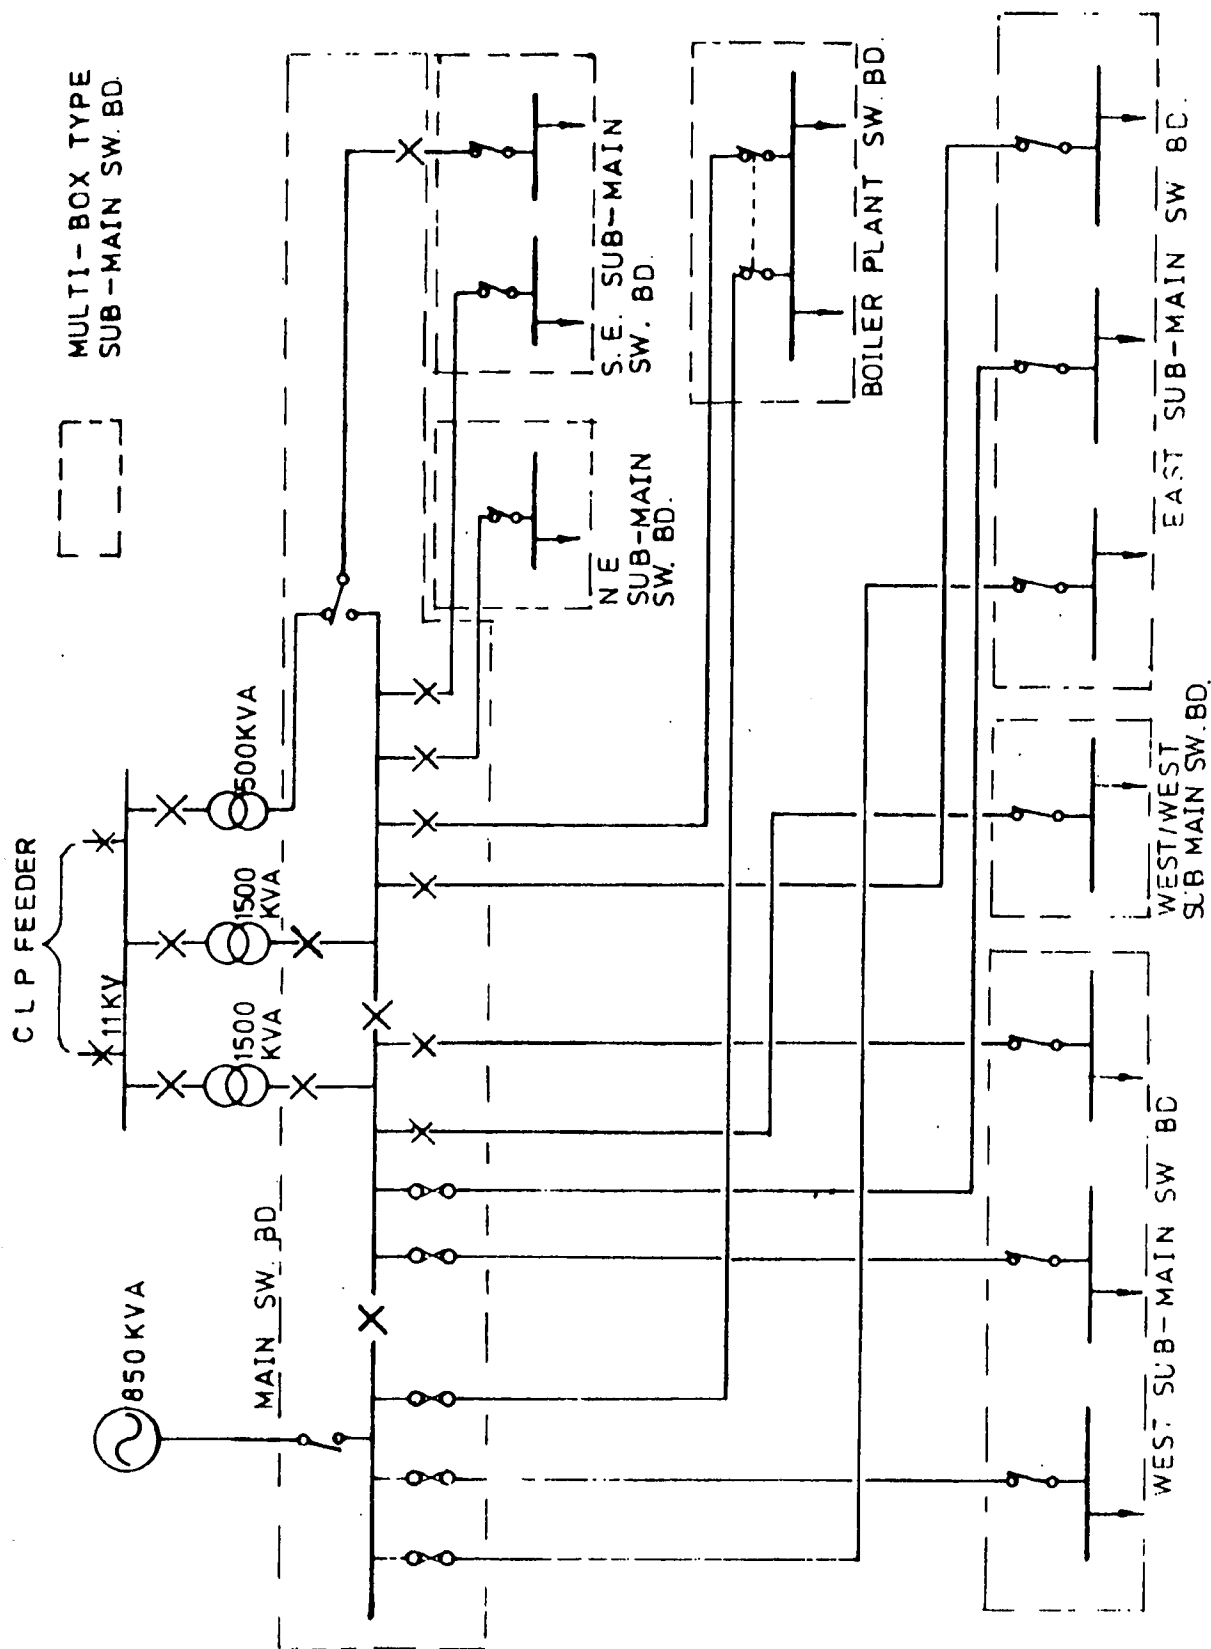 MULTI-BOX TYPE
SUB-MAIN SW. BD.
C L P FEEDER
11KV
1500
KVA
1500
KVA
500KVA
850KVA
MAIN SW. BD
S.E. SUB-MAIN
SW. BD.
N E
SUB-MAIN
SW. BD.
BOILER PLANT SW. BD.
EAST SUB-MAIN SW BD.
WEST/WEST
SUB MAIN SW. BD.
WEST SUB-MAIN SW BD